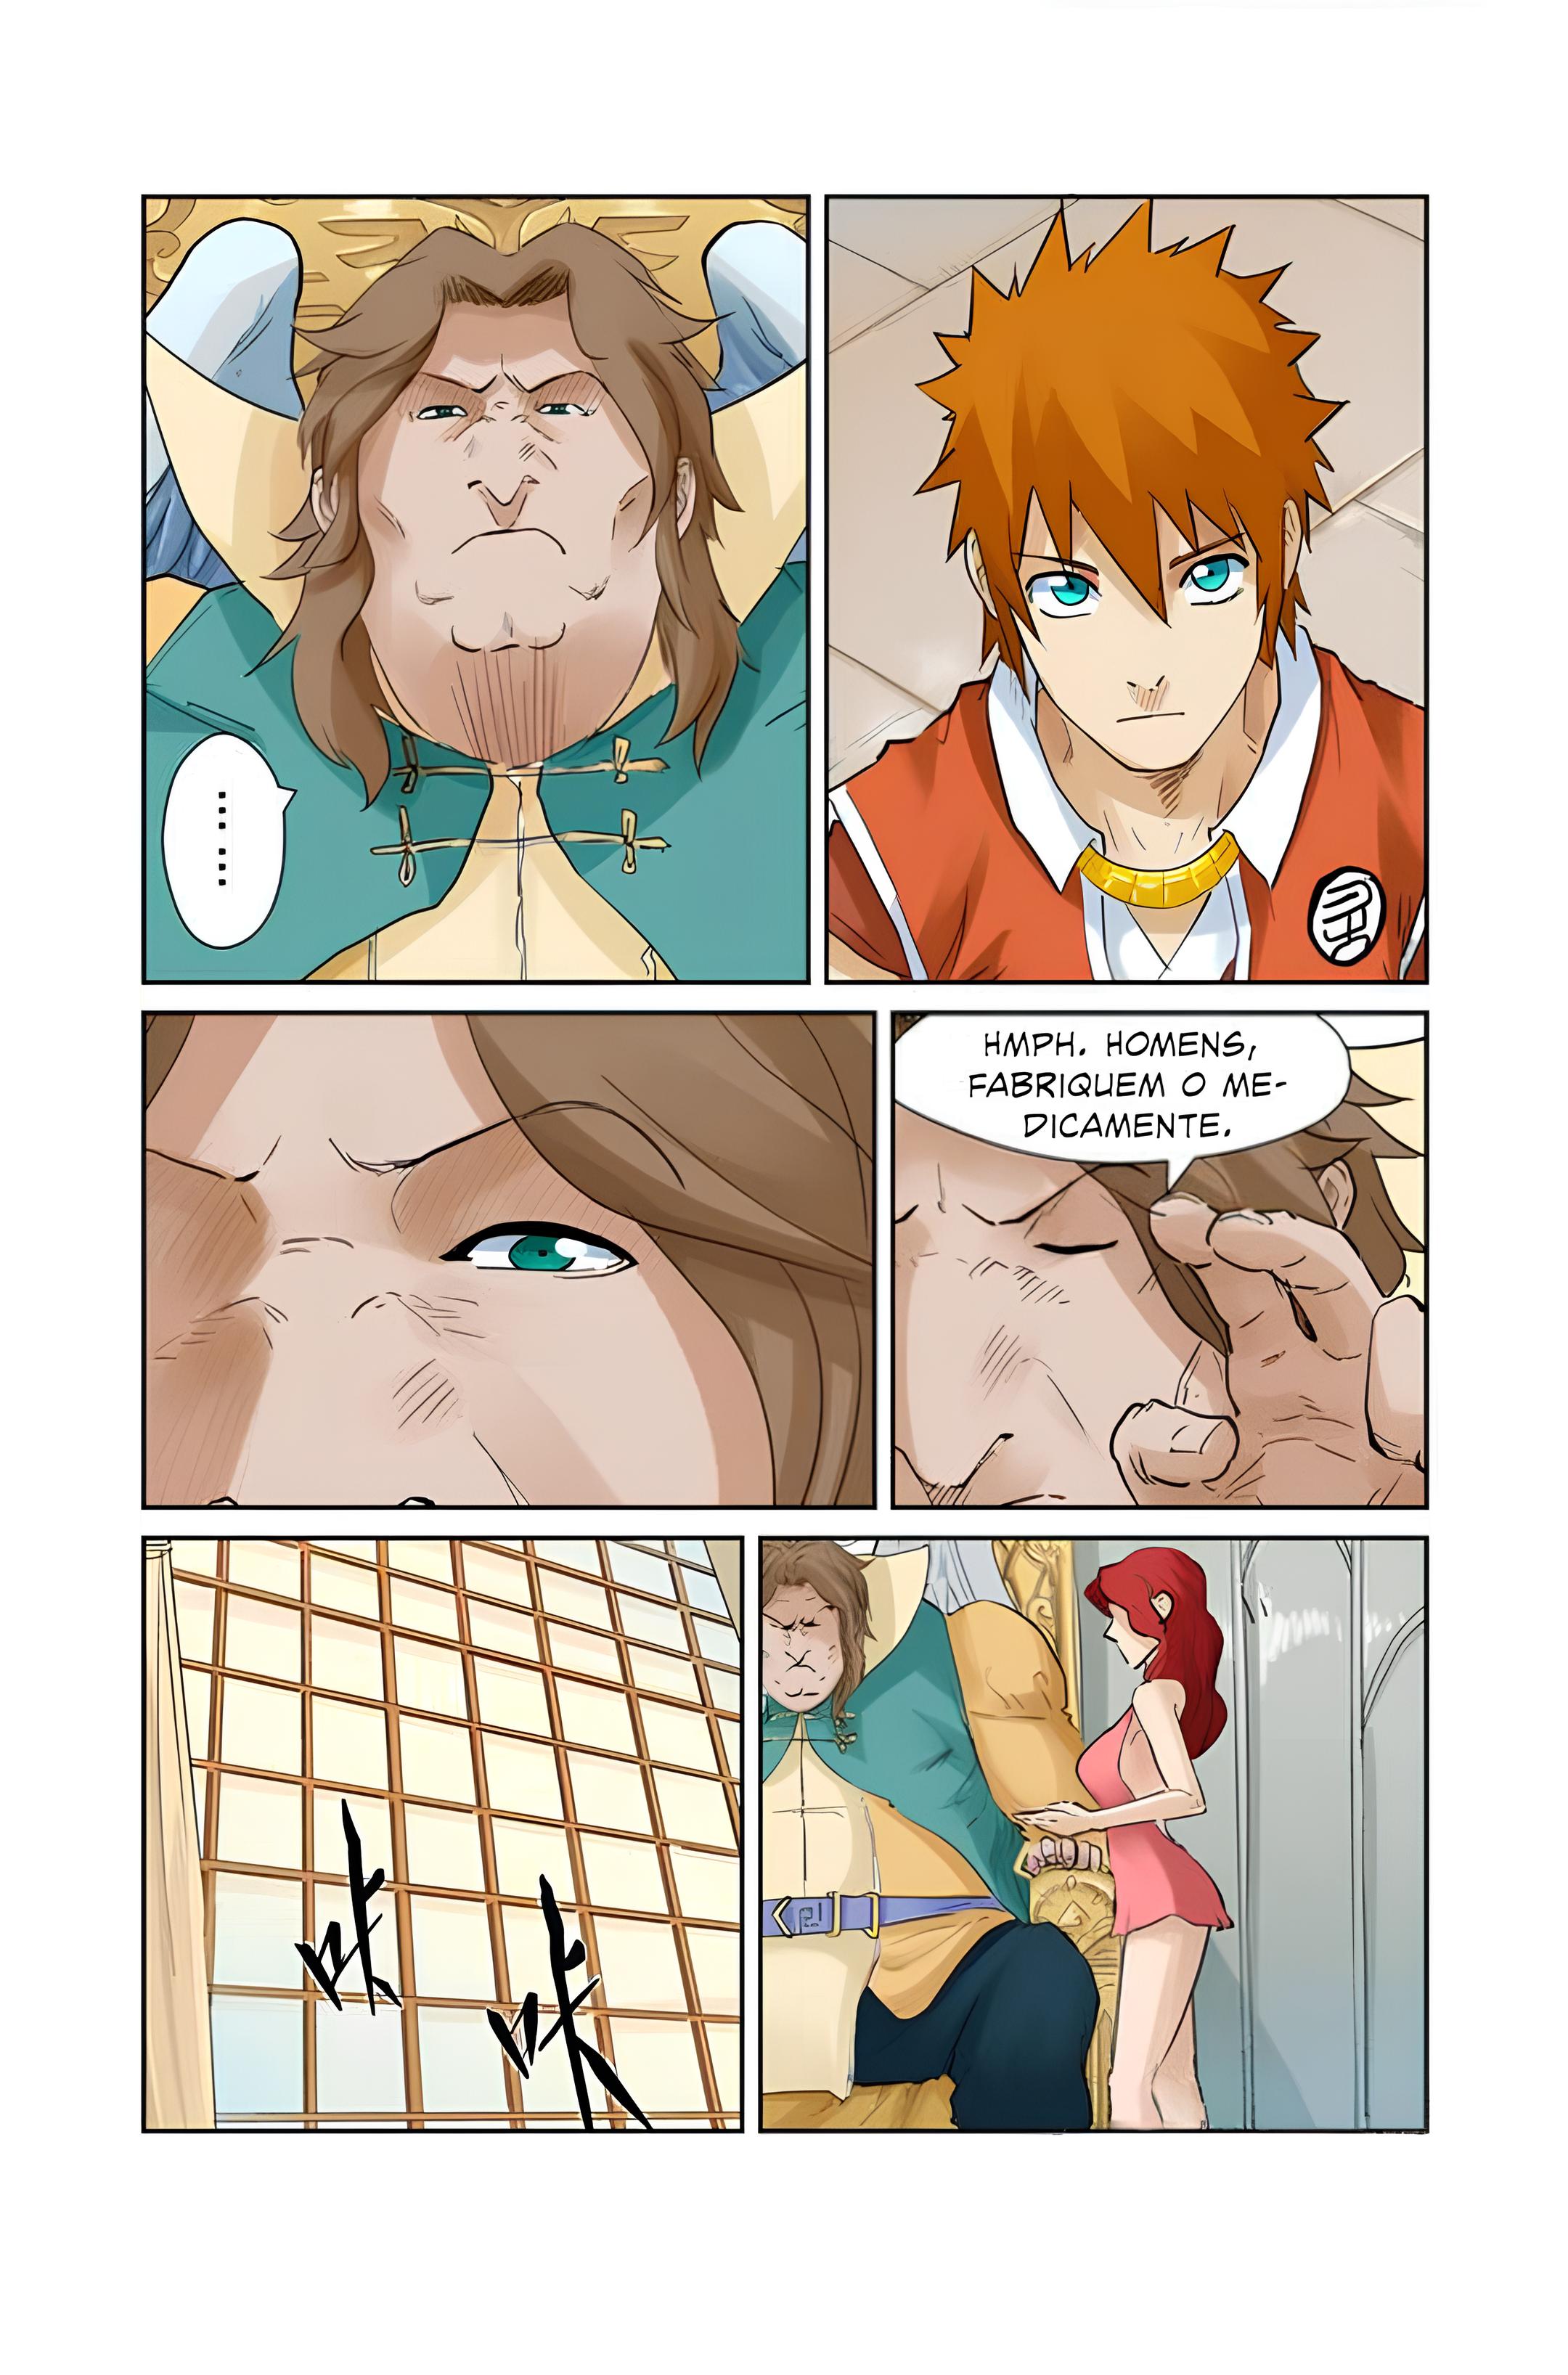 ......
HMPH. HOMENS,
FABRIQUEM O ME-
DICAMENTE.
咔
咔